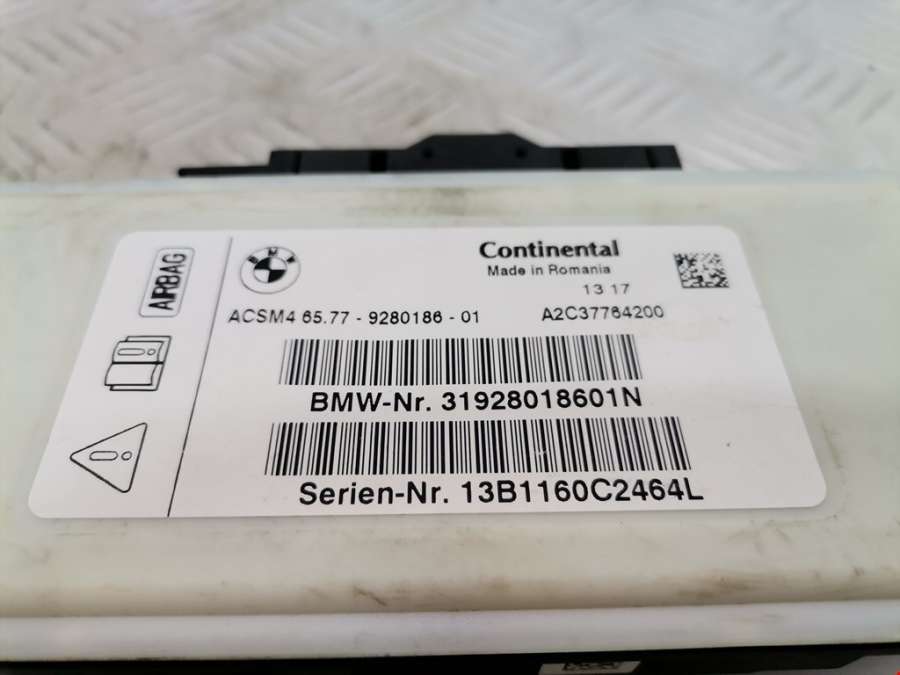 AIRBAG
BMW
Continental
Made in Romania
13 17
ACSM4 65.77 - 9280186 - 01
A2C37764200
BMW-Nr. 31928018601N
Serien-Nr. 13B1160C2464L